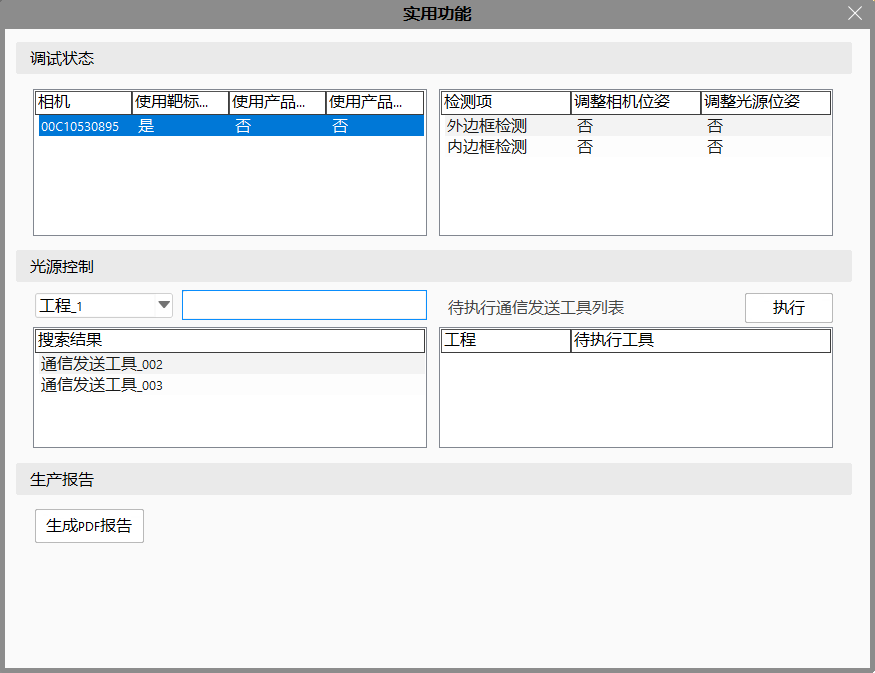 实用功能
调试状态
相机 使用靶标... 使用产品... 使用产品...
00C10530895 是 否 否
检测项 调整相机位姿 调整光源位姿
外边框检测 否 否
内边框检测 否 否
光源控制
工程_1
待执行通信发送工具列表 执行
搜索结果
通信发送工具_002
通信发送工具_003
工程 待执行工具
生产报告
生成PDF报告